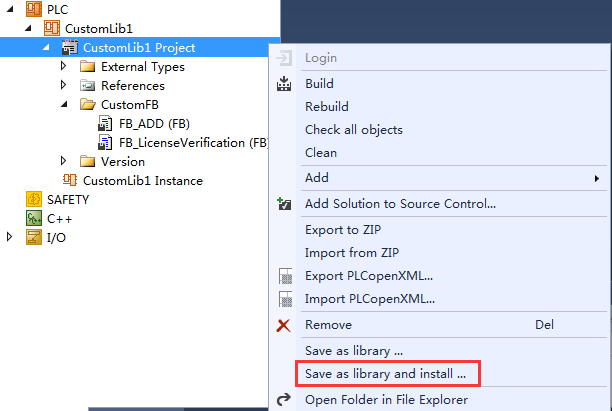 PLC
CustomLib1
CustomLib1 Project
External Types
References
CustomFB
FB_ADD (FB)
FB_LicenseVerification (FB
Version
CustomLib1 Instance
SAFETY
C++
I/O
Login
Build
Rebuild
Check all objects
Clean
Add
Add Solution to Source Control...
Export to ZIP
Import from ZIP
Export PLCopenXML...
Import PLCopenXML...
Remove Del
Save as library ...
Save as library and install ...
Open Folder in File Explorer